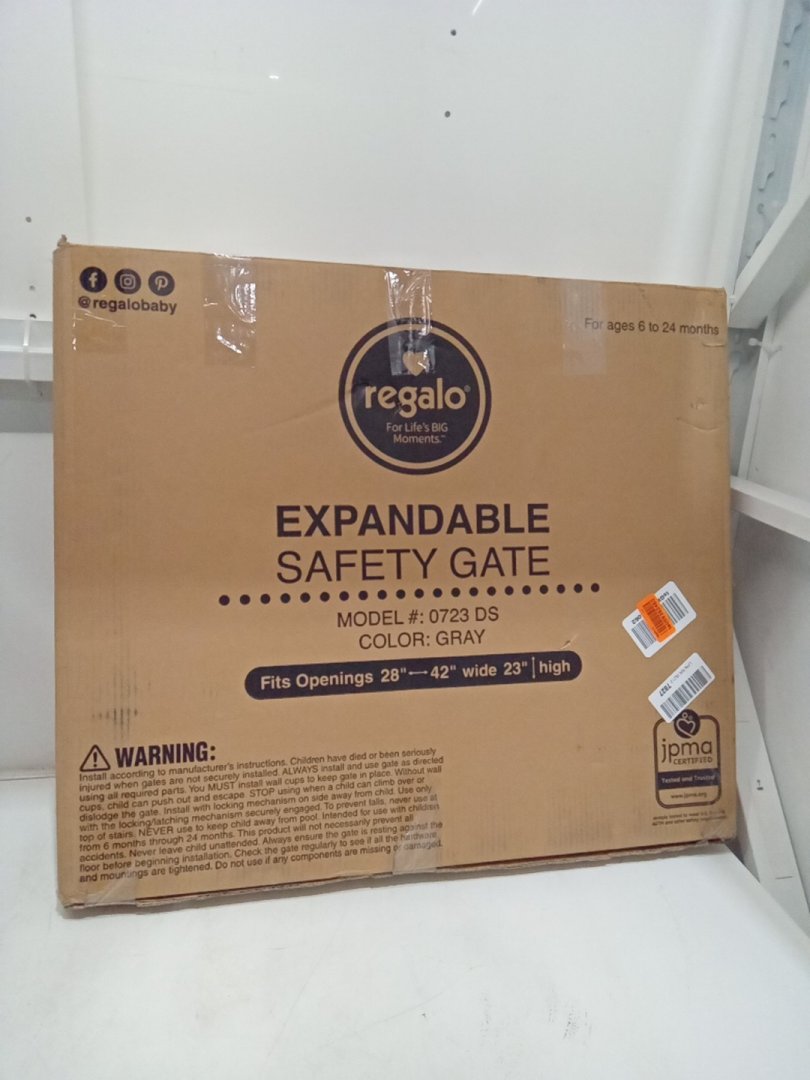 @regalobaby
For ages 6 to 24 months
regalo®
For Life's BIG
Moments.™
EXPANDABLE
SAFETY GATE
MODEL #: 0723 DS
COLOR: GRAY
Fits Openings 28" 42" wide 23" high
WARNING:
Install according to manufacturer's instructions. Children have died or been seriously
injured when gates are not securely installed. ALWAYS install and use gate as directed
using all required parts. You MUST install wall cups to keep gate in place. Without wall
cups, child can push out and escape. STOP using when a child can climb over or
dislodge the gate. Install with locking mechanism on side away from child. Use only
with the locking/latching mechanism securely engaged. To prevent falls, never use at
top of stairs. NEVER use to keep child away from pool. Intended for use with children
from 6 months through 24 months. This product will not necessarily prevent all
accidents. Never leave child unattended. Always ensure the gate is resting against the
floor before beginning installation. Check the gate regularly to see if all the hardware
and mountings are tightened. Do not use if any components are missing or damaged.
7827
jpma
CERTIFIED
Tested and Trusted
www.jpma.org